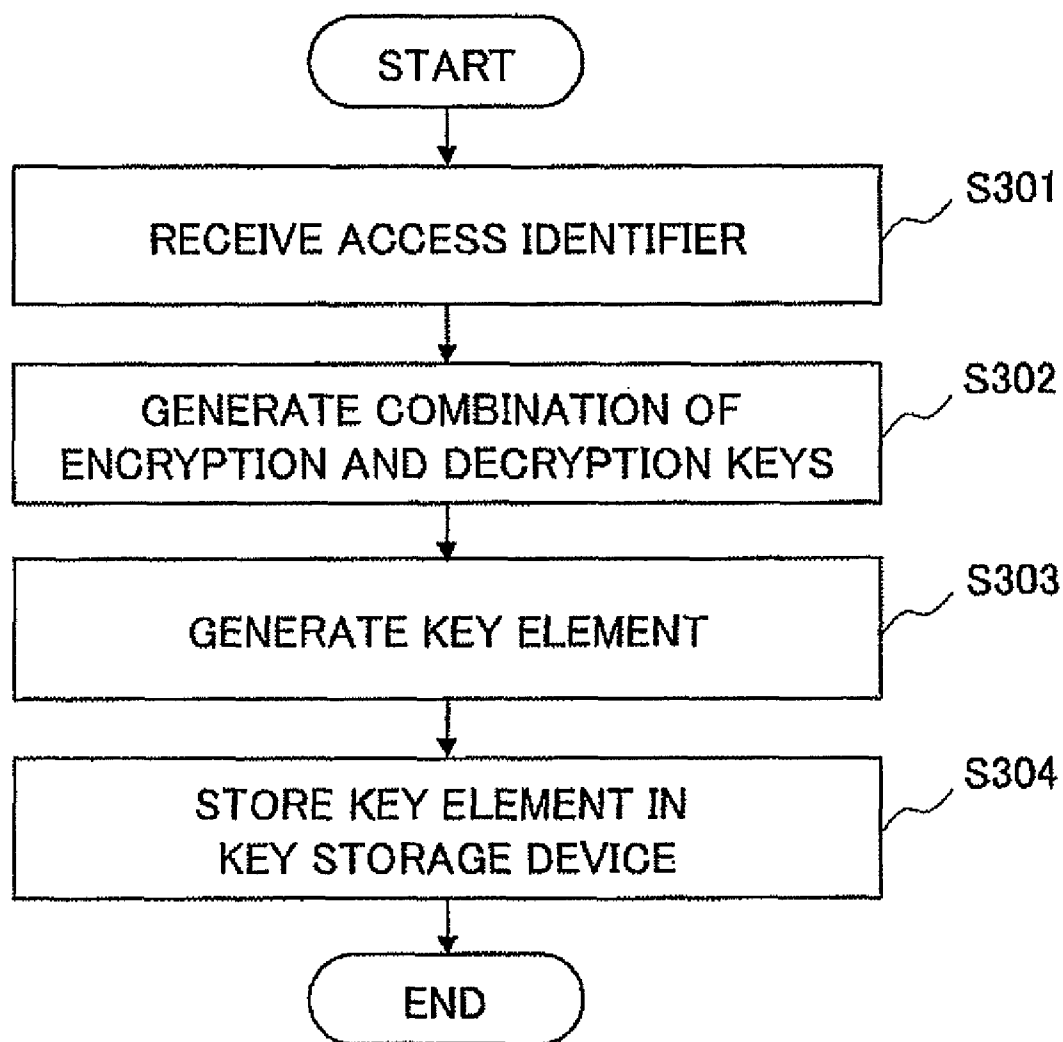 START
S301
RECEIVE ACCESS IDENTIFIER
S302
GENERATE COMBINATION OF
ENCRYPTION AND DECRYPTION KEYS
S303
GENERATE KEY ELEMENT
S304
STORE KEY ELEMENT IN
KEY STORAGE DEVICE
END